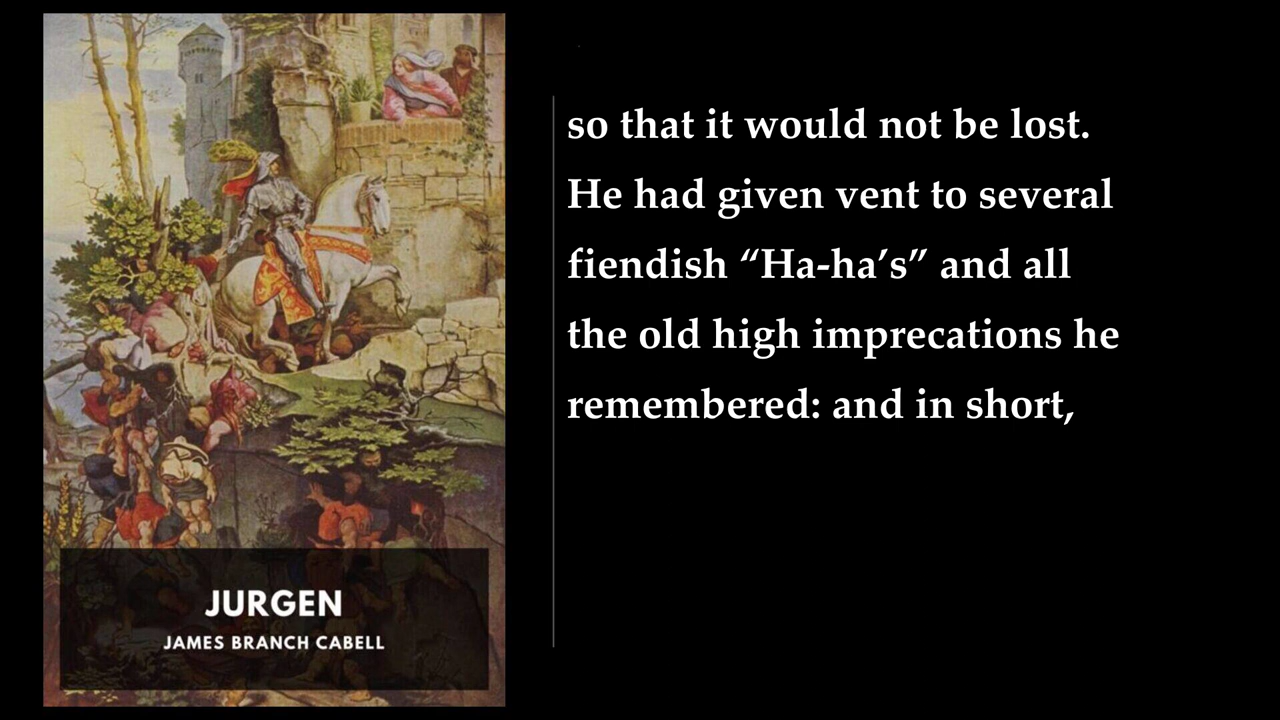 so that it would not be lost.
He had given vent to several
fiendish “Ha-ha’s” and all
the old high imprecations he
remembered: and in short,
JURGEN
JAMES BRANCH CABELL